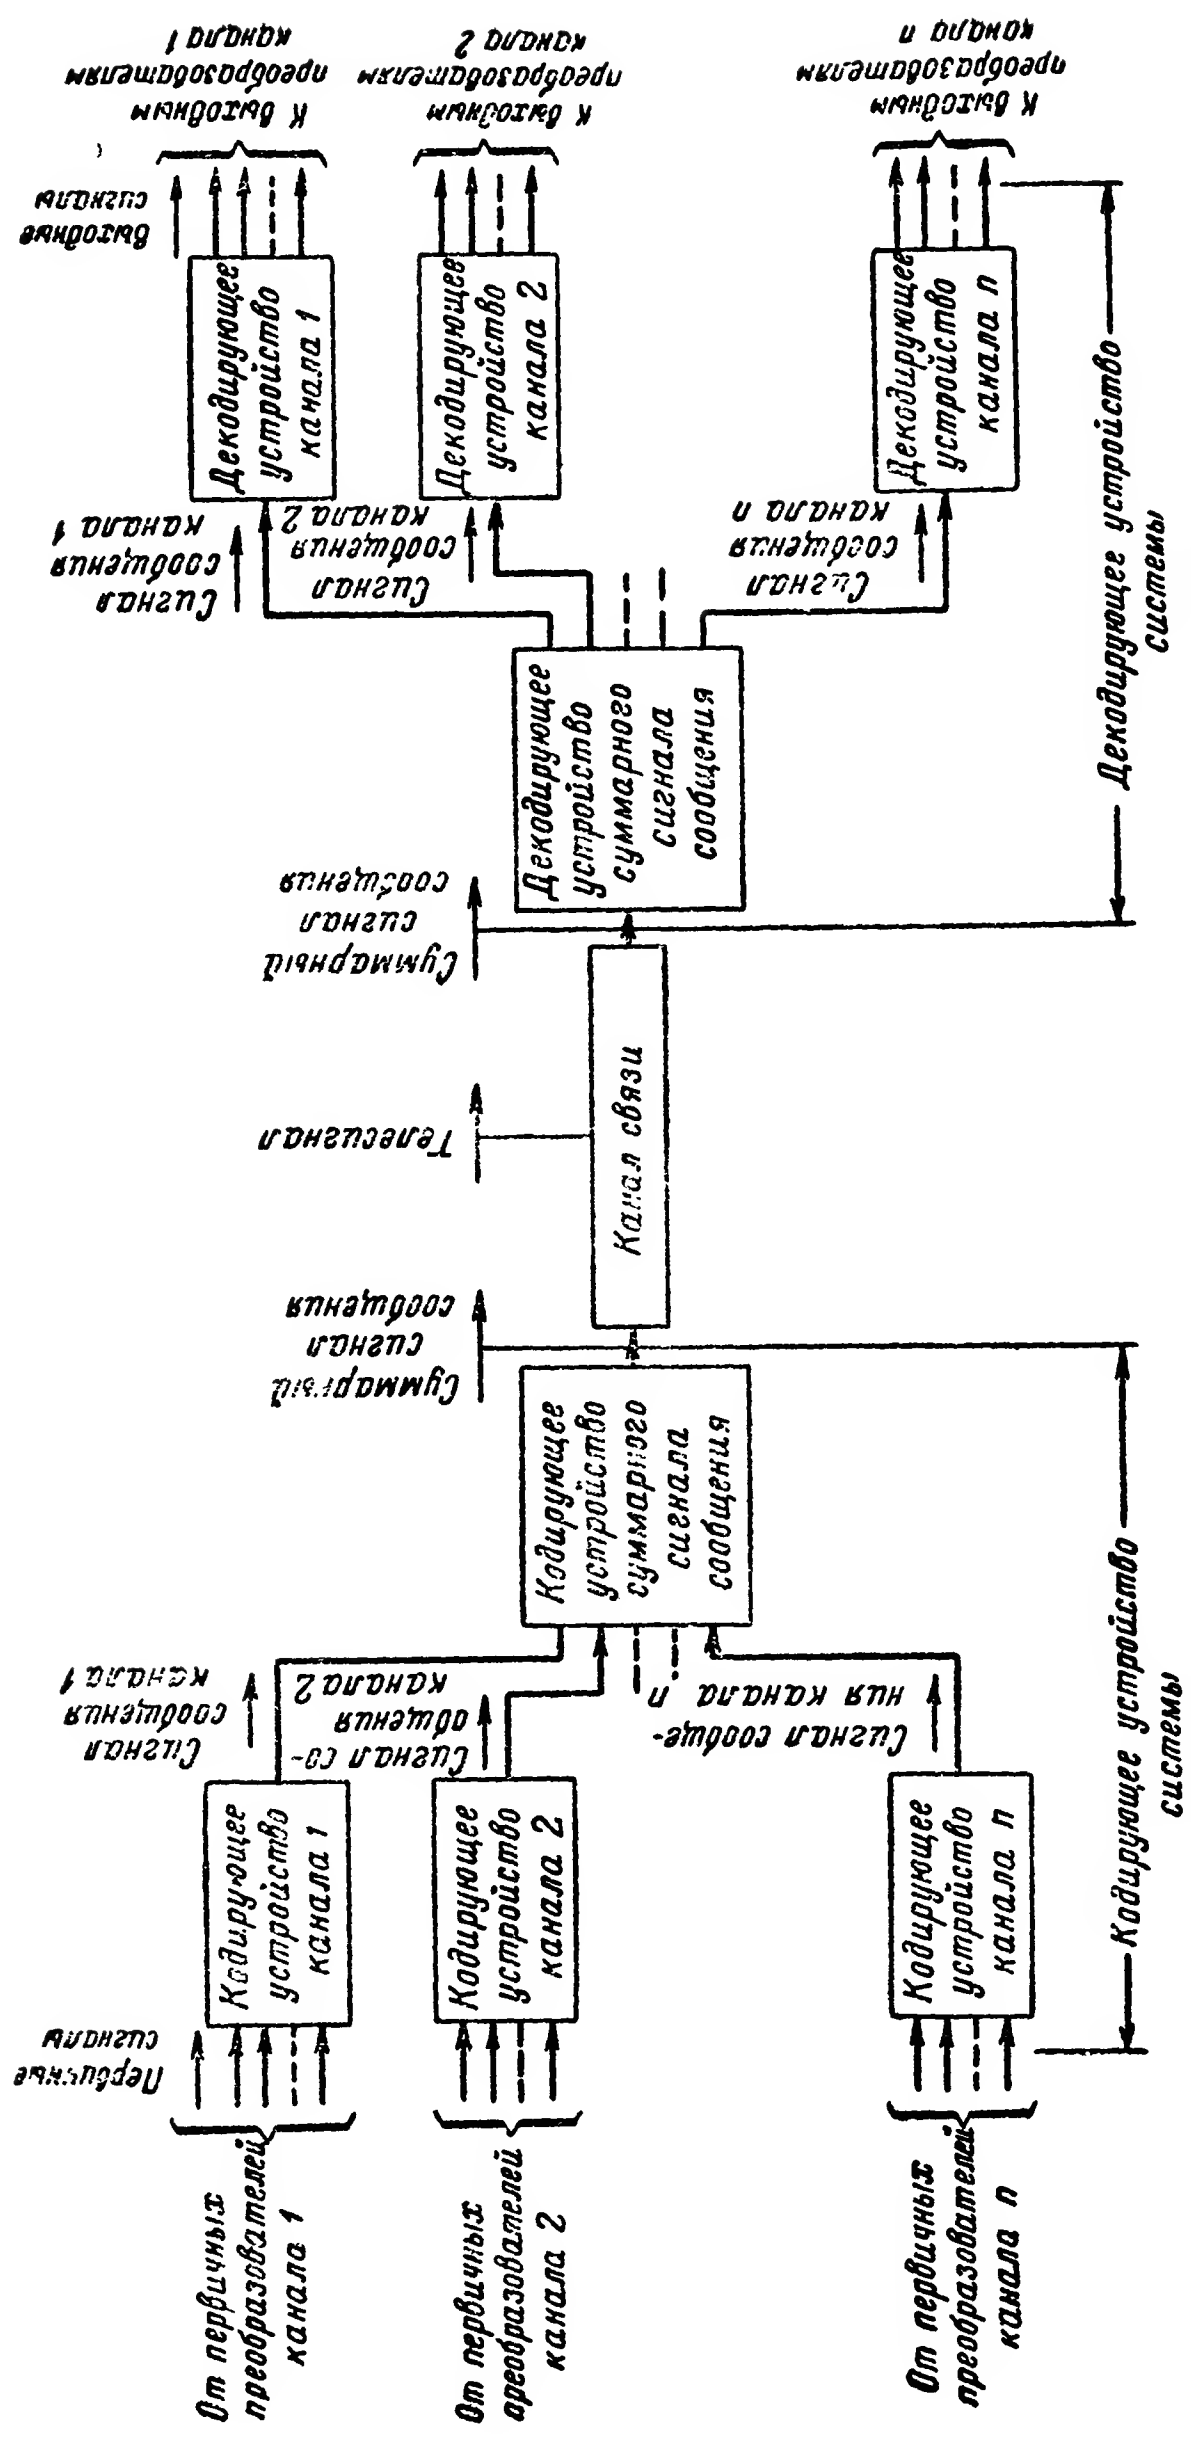 От первичных
преобразователей
канала 1
От первичных
преобразователей
канала 2
От первичных
преобразователей
канала n
Первичные
сигналы
Кодирующее
устройство
канала 1
Кодирующее
устройство
канала 2
Кодирующее
устройство
канала n
Сигнал
сообщения
канала 1
Сигнал со-
общения
канала 2
Сигнал сообще-
ния канала n
Кодирующее
устройство
суммарного
сигнала
сообщения
Кодирующее устройство
системы
Суммарный
сигнал
сообщения
Канал связи
Телесигнал
Суммарный
сигнал
сообщения
Декодирующее
устройство
суммарного
сигнала
сообщения
Декодирующее устройство
системы
Сигнал
сообщения
канала 1
Сигнал
сообщения
канала 2
Сигнал
сообщения
канала n
Декодирующее
устройство
канала 1
Декодирующее
устройство
канала 2
Декодирующее
устройство
канала n
Выходные
сигналы
К выходным
преобразователям
канала 1
К выходным
преобразователям
канала 2
К выходным
преобразователям
канала n